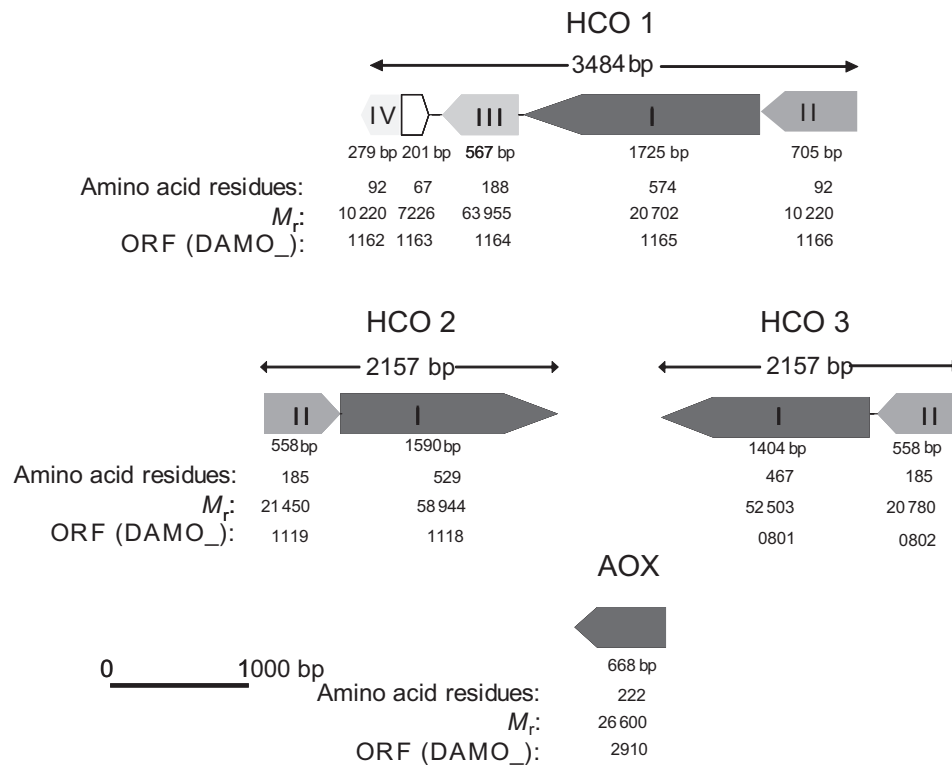 HCO 1
3484 bp
IV III I II
279 bp 201 bp 567 bp 1725 bp 705 bp
Amino acid residues: 92 67 188 574 92
Mr: 10 220 7226 63 955 20 702 10 220
ORF (DAMO_): 1162 1163 1164 1165 1166
HCO 2 HCO 3
2157 bp 2157 bp
II I I II
558 bp 1590 bp 1404 bp 558 bp
Amino acid residues: 185 529 467 185
Mr: 21 450 58 944 52 503 20 780
ORF (DAMO_): 1119 1118 0801 0802
AOX
0 1000 bp
668 bp
Amino acid residues: 222
Mr: 26 600
ORF (DAMO_): 2910